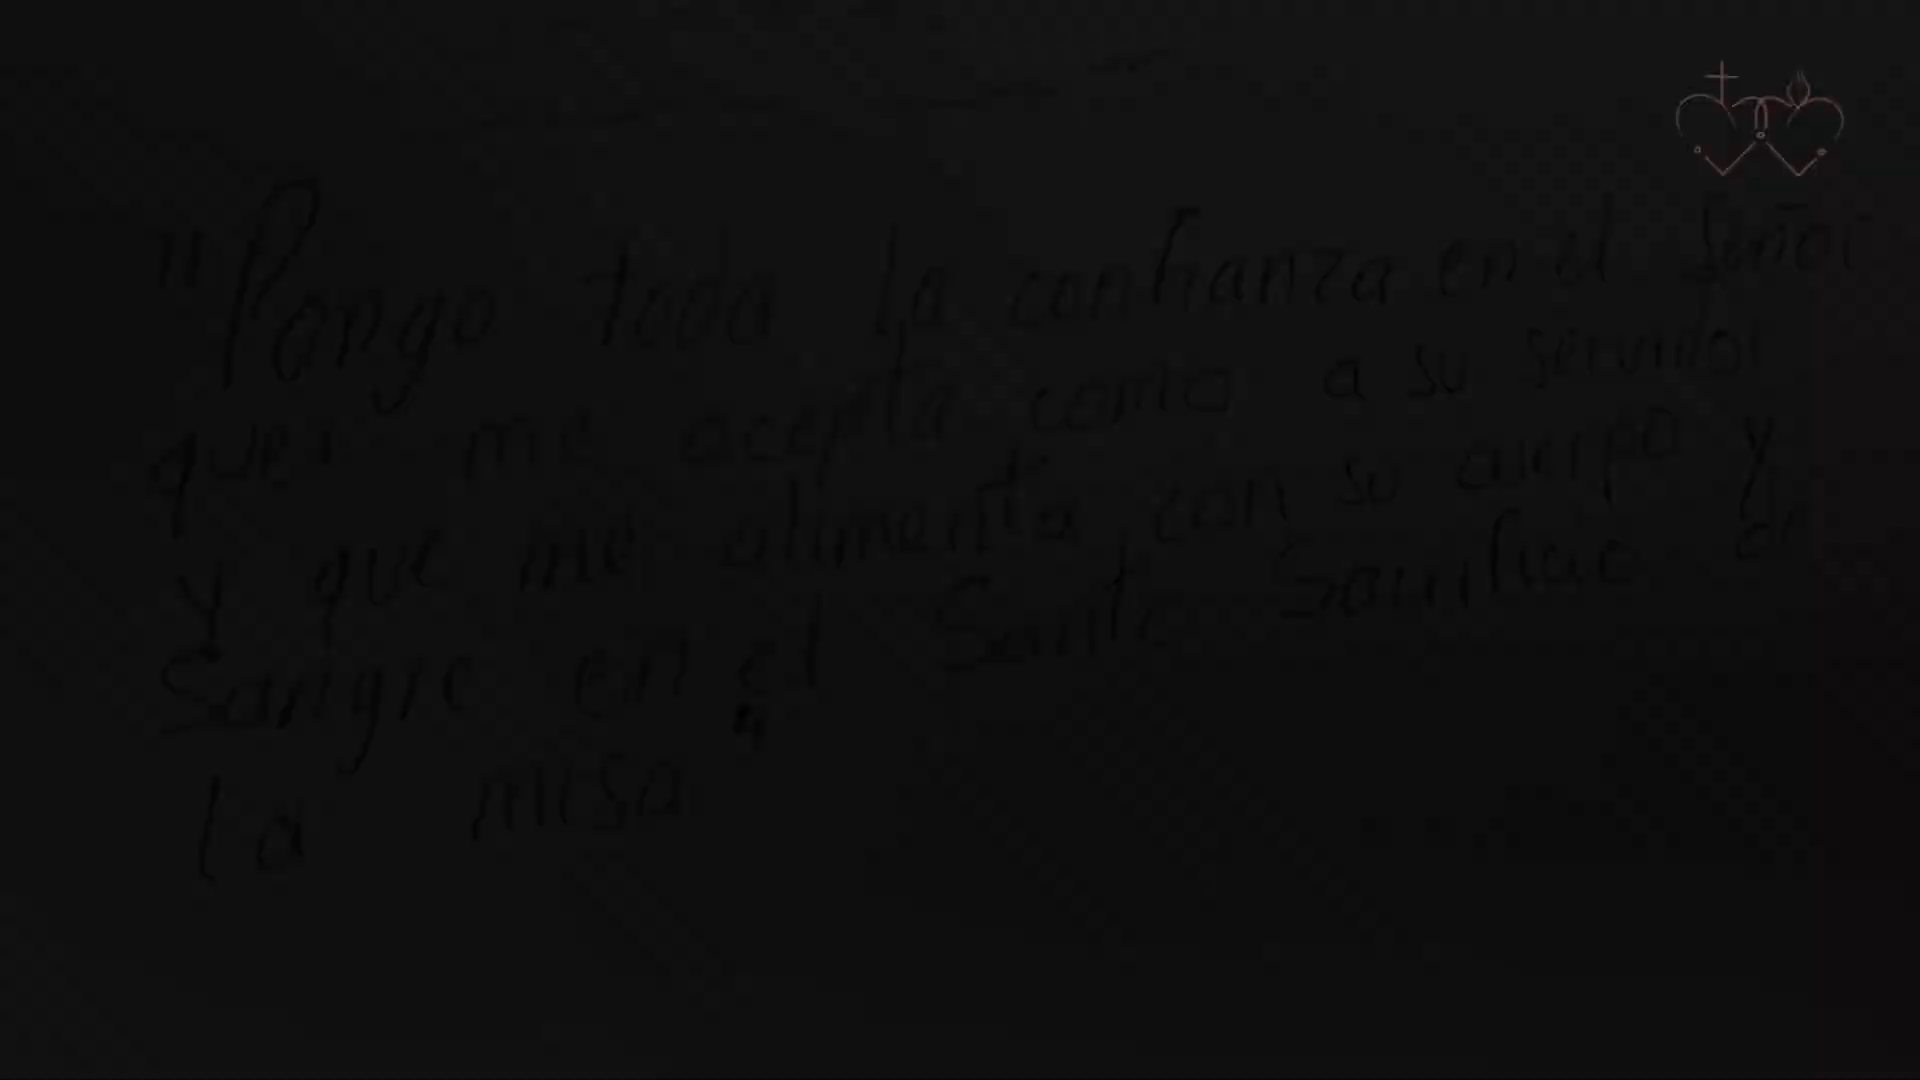 "Pongo toda la confianza en el Señor
que me acepta como a su servidor
y que me alimenta con su cuerpo y
Sangre en el Santo Sacrificio de
la misa"